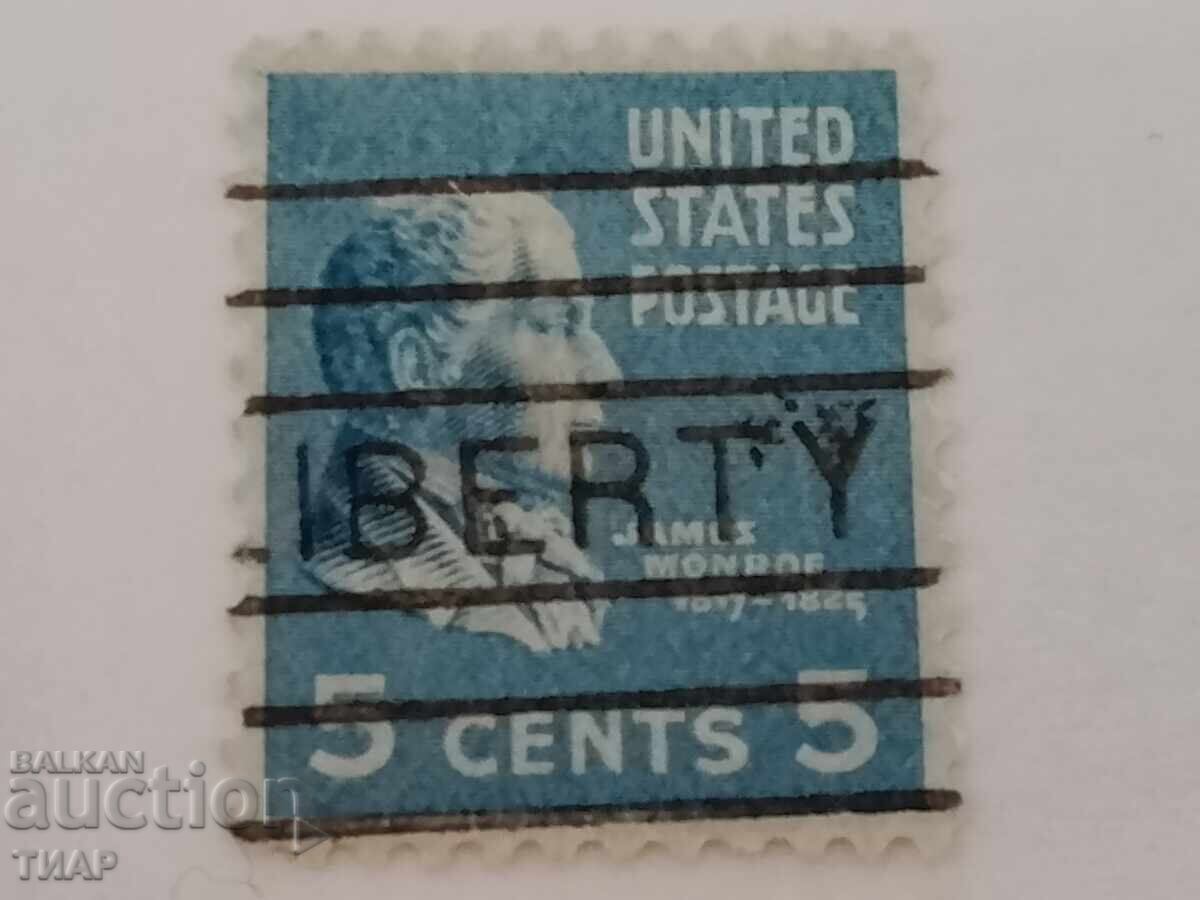 UNITED
STATES
POSTAGE
IBERTY
JAMES
MONROE
1817-1825
5 CENTS 5
BALKAN
auction
ТИАР